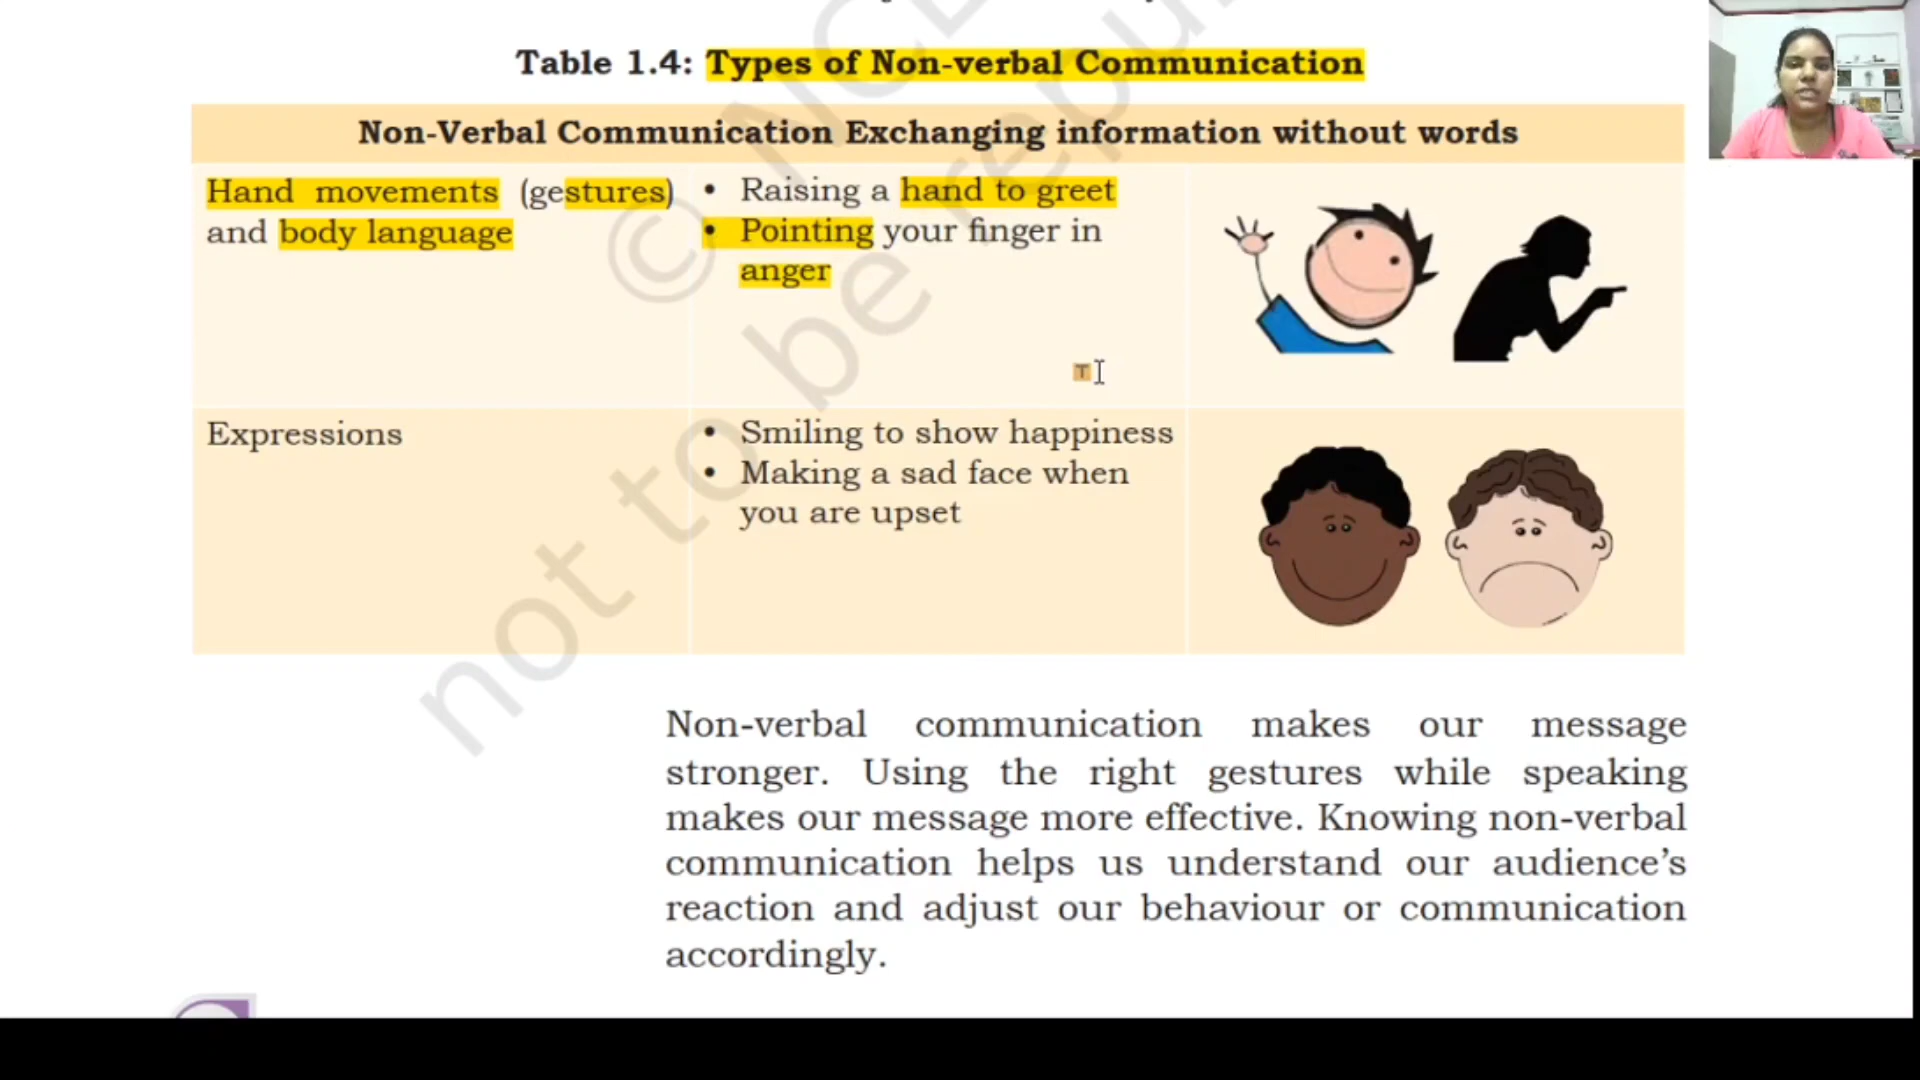 Table 1.4: Types of Non-verbal Communication
Non-Verbal Communication Exchanging information without words
Hand movements (gestures)
and body language
• Raising a hand to greet
• Pointing your finger in
anger
Expressions
• Smiling to show happiness
• Making a sad face when
you are upset
Non-verbal communication makes our message
stronger. Using the right gestures while speaking
makes our message more effective. Knowing non-verbal
communication helps us understand our audience's
reaction and adjust our behaviour or communication
accordingly.
not to be